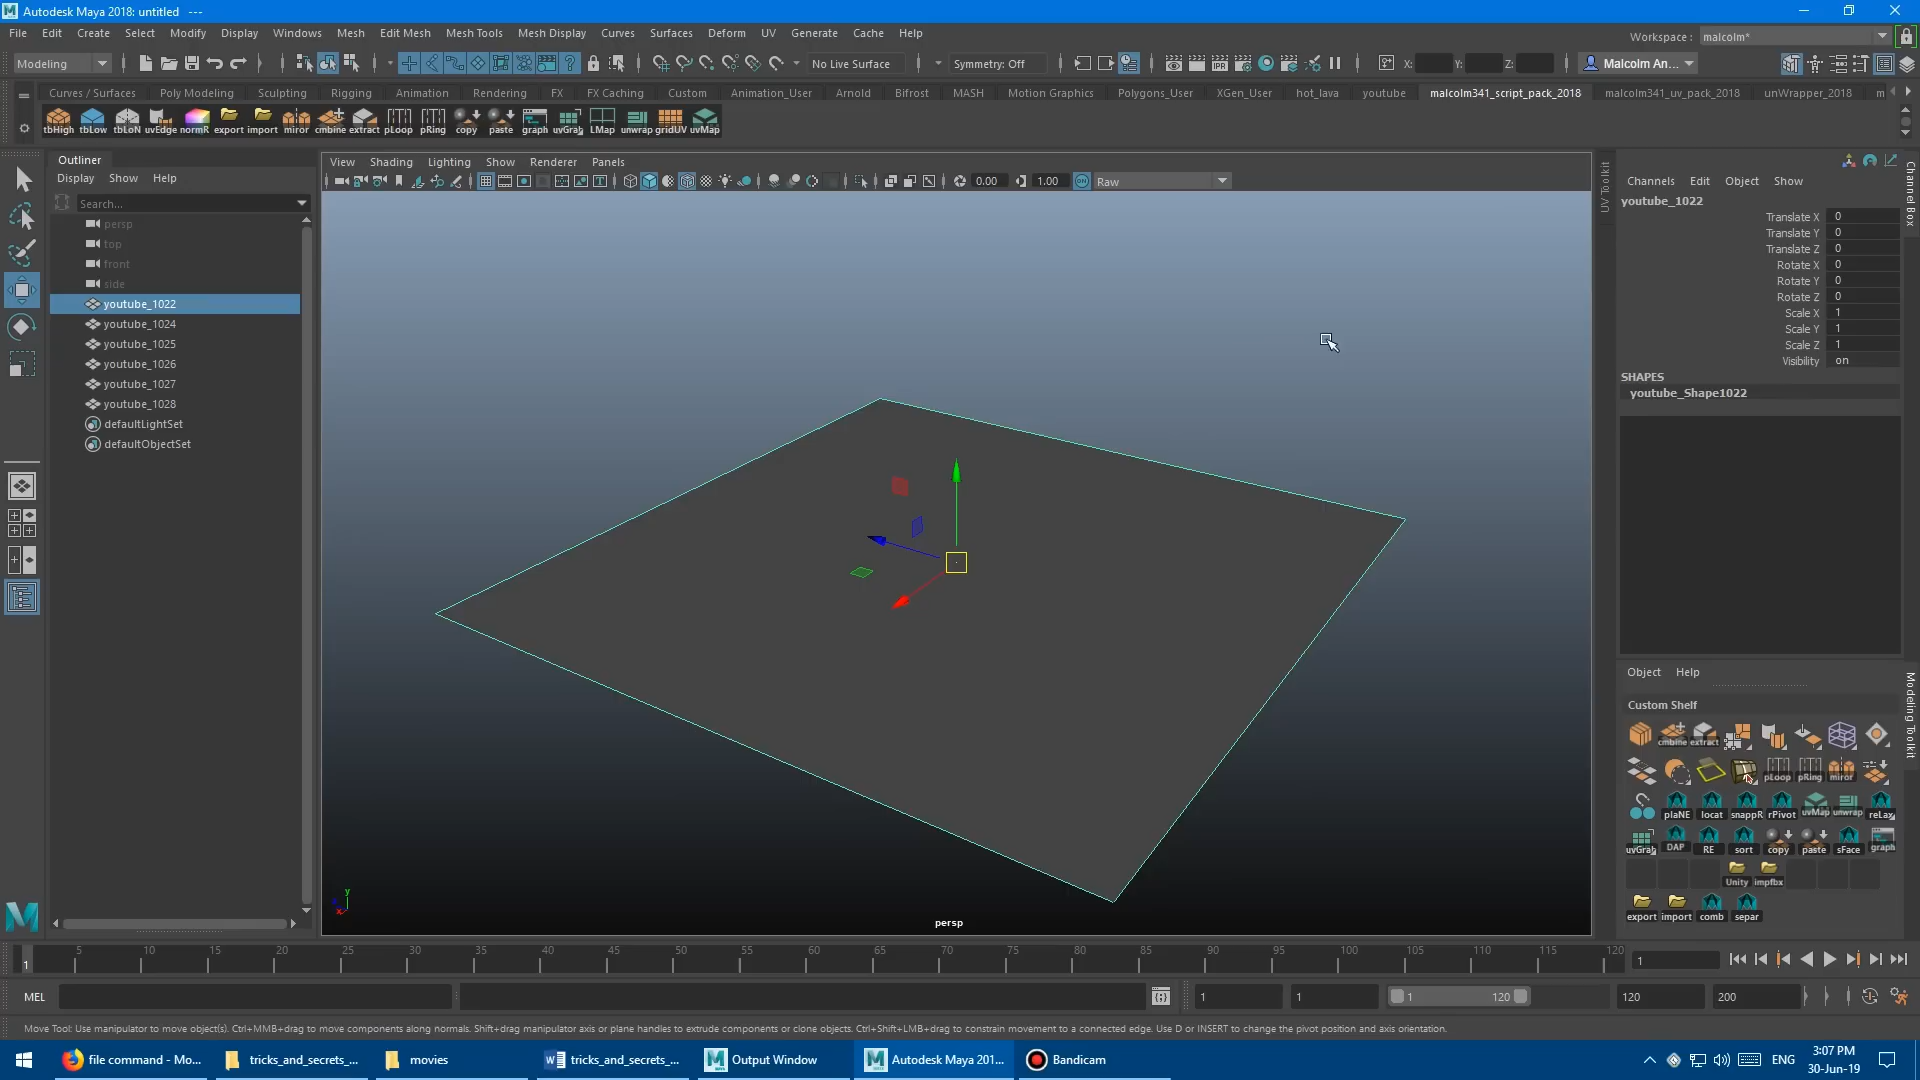 Autodesk Maya 2018: untitled   ---
File Edit Create Select Modify Display Windows Mesh Edit Mesh Mesh Tools Mesh Display Curves Surfaces Deform UV Generate Cache Help
Workspace : malcolm*
Modeling No Live Surface Symmetry: Off X: Y: Z: Malcolm An...
Curves / Surfaces Poly Modeling Sculpting Rigging Animation Rendering FX FX Caching Custom Animation_User Arnold Bifrost MASH Motion Graphics Polygons_User XGen_User hot_lava youtube malcolm341_script_pack_2018 malcolm341_uv_pack_2018 unWrapper_2018 m
tbHigh tbLow tbLoN uvEdge normR export import miror cmbine extract pLoop pRing copy paste graph uvGral LMap unwrap gridUV uvMap
Outliner
Display Show Help
Search...
persp
top
front
side
youtube_1022
youtube_1024
youtube_1025
youtube_1026
youtube_1027
youtube_1028
defaultLightSet
defaultObjectSet
View Shading Lighting Show Renderer Panels
0.00 1.00 ON Raw
persp
y
x
UV Toolkit
Channels Edit Object Show
youtube_1022
Translate X 0
Translate Y 0
Translate Z 0
Rotate X 0
Rotate Y 0
Rotate Z 0
Scale X 1
Scale Y 1
Scale Z 1
Visibility on
SHAPES
youtube_Shape1022
Channel Box
Object Help
Custom Shelf
cmbine extract
pLoop pRing miror
plaNE locat snappR rPivot uvMap unwrap reLax
uvGral DAP RE sort copy paste sFace graph
Unity impfbx
export import comb separ
Modeling Toolkit
1 5 10 15 20 25 30 35 40 45 50 55 60 65 70 75 80 85 90 95 100 105 110 115 120 1
MEL 1 1 1 120 120 200
Move Tool: Use manipulator to move object(s). Ctrl+MMB+drag to move components along normals. Shift+drag manipulator axis or plane handles to extrude components or clone objects. Ctrl+Shift+LMB+drag to constrain movement to a connected edge. Use D or INSERT to change the pivot position and axis orientation.
file command - Mo... tricks_and_secrets_... movies tricks_and_secrets_... Output Window Autodesk Maya 201... Bandicam ENG 3:07 PM
30-Jun-19